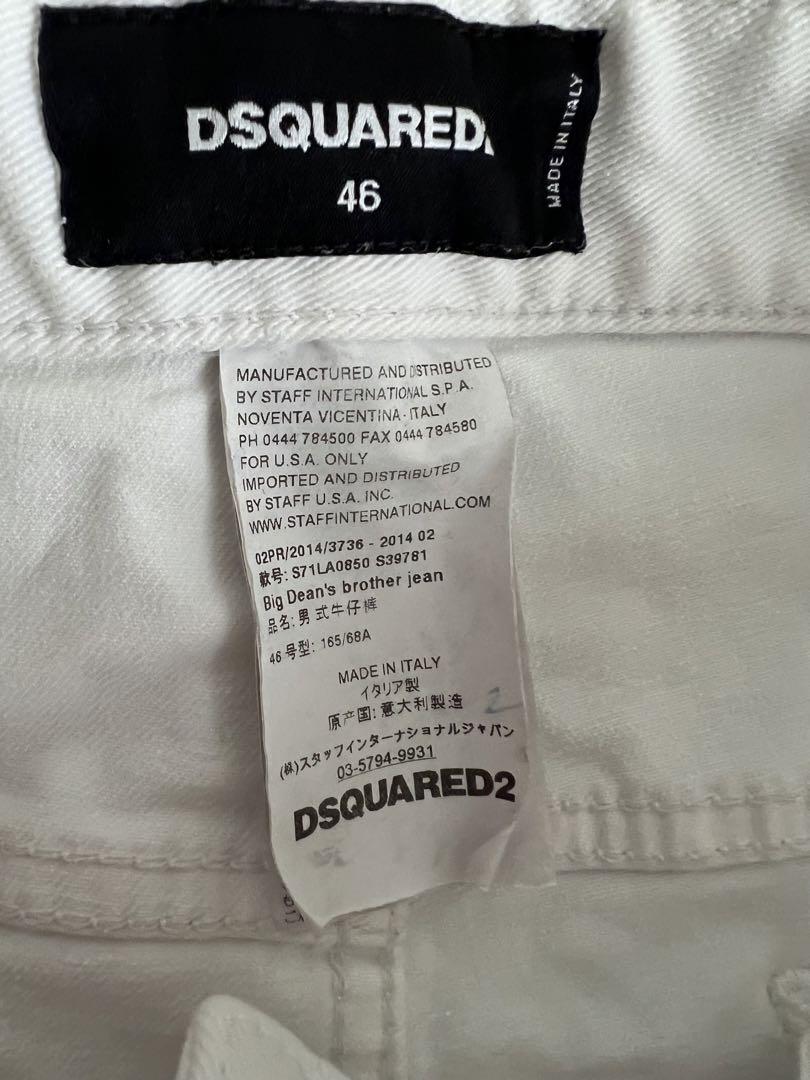 DSQUARED
46
MADE IN ITALY
MANUFACTURED AND DISTRIBUTED
BY STAFF INTERNATIONAL S.P.A.
NOVENTA VICENTINA - ITALY
PH 0444 784500 FAX 0444 784580
FOR U.S.A. ONLY
IMPORTED AND DISTRIBUTED
BY STAFF U.S.A. INC.
WWW.STAFFINTERNATIONAL.COM
02PR/2014/3736 - 2014 02
款号: S71LA0850 S39781
Big Dean's brother jean
品名: 男式牛仔裤
46 号型: 165/68A
MADE IN ITALY
イタリア製
原产国: 意大利製造
2
(株)スタッフインターナショナルジャパン
03-5794-9931
DSQUARED2